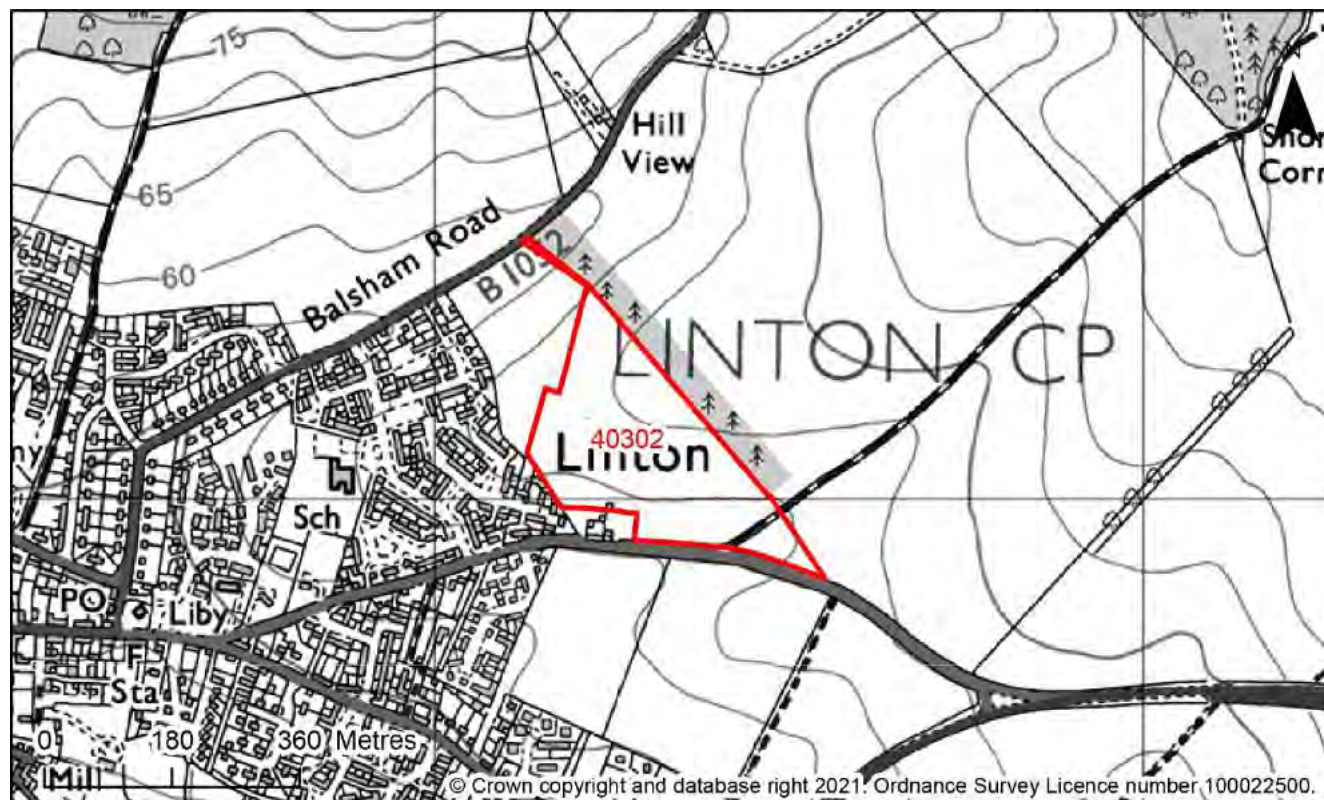 75
Hill
View
65
60
Balsham Road
B 1052
LINTON CP
40302
Linton
Sch
PO
Liby
F
Sta
0 180 360 Metres
Mill
© Crown copyright and database right 2021. Ordnance Survey Licence number 100022500.